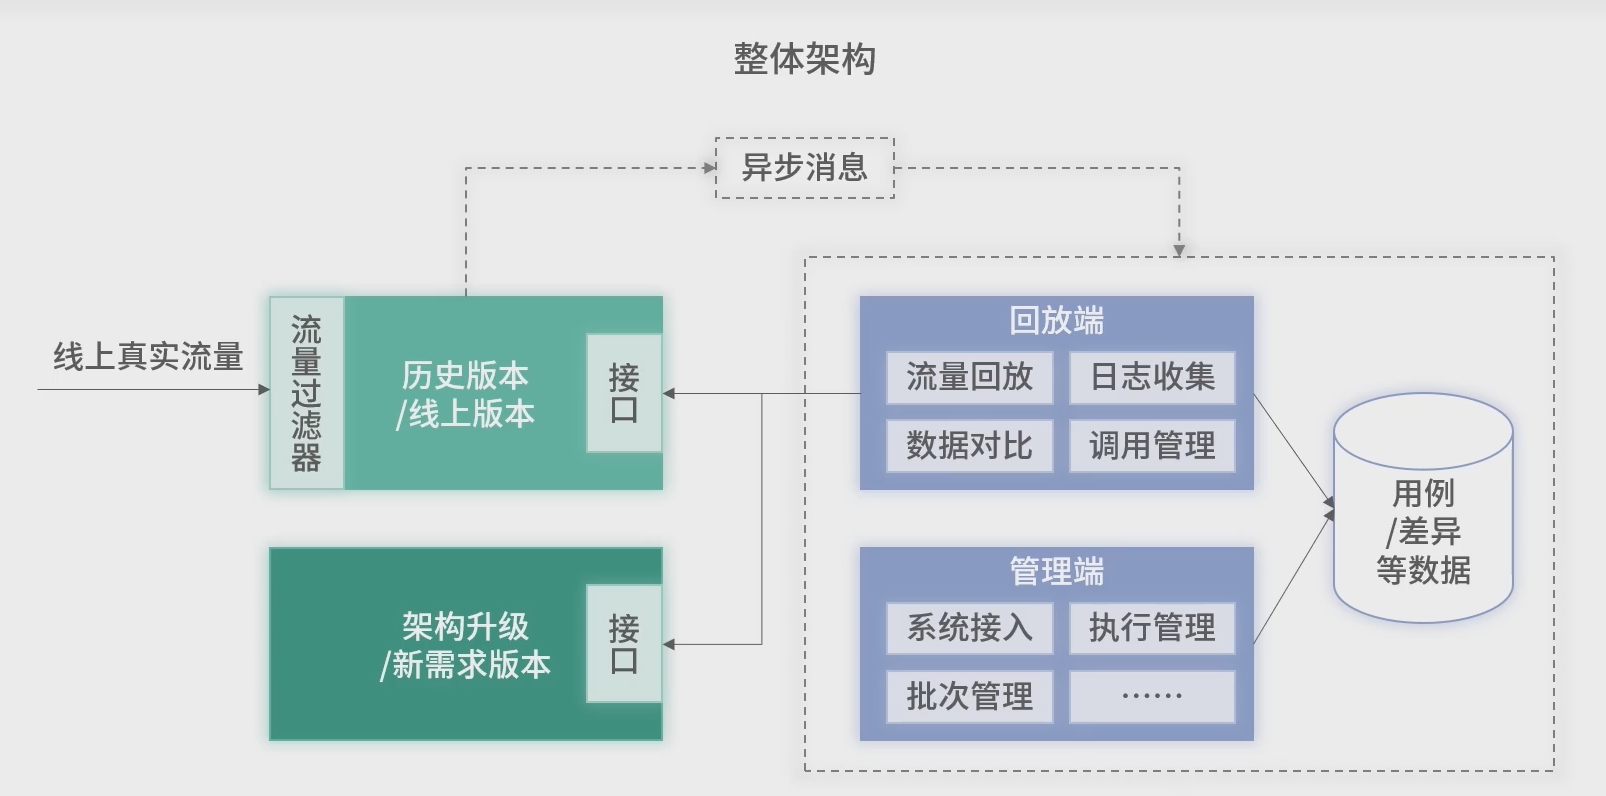 整体架构
异步消息
线上真实流量
流量过滤器
历史版本
/线上版本
接口
回放端
流量回放
日志收集
数据对比
调用管理
架构升级
/新需求版本
接口
管理端
系统接入
执行管理
批次管理
······
用例
/差异
等数据